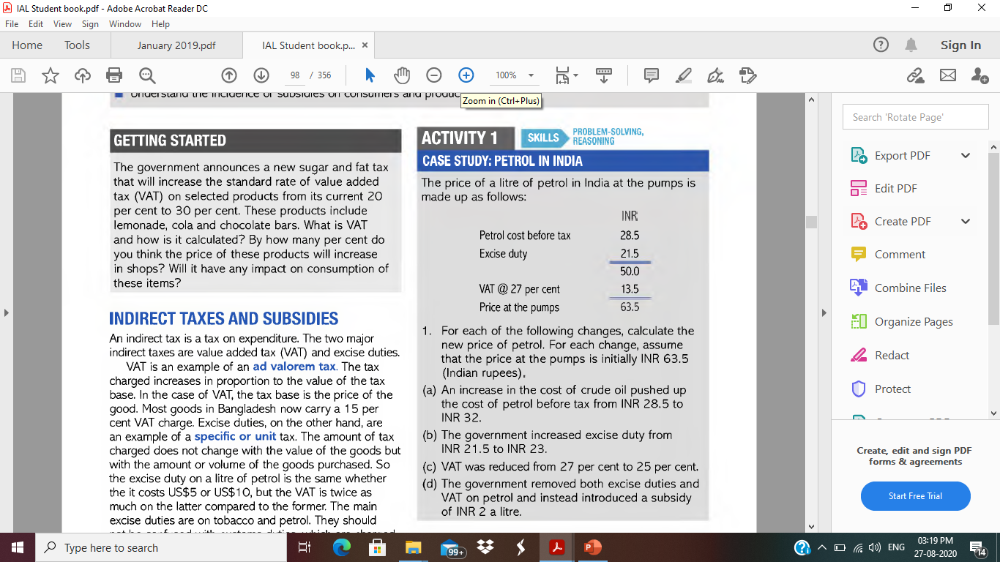 IAL Student book.pdf - Adobe Acrobat Reader DC
File Edit View Sign Window Help
Home Tools January 2019.pdf IAL Student book.p... × Sign In
98 / 356 100%
Understand the incidence of subsidies on consumers and produc
Zoom in (Ctrl+Plus)
GETTING STARTED
The government announces a new sugar and fat tax
that will increase the standard rate of value added
tax (VAT) on selected products from its current 20
per cent to 30 per cent. These products include
lemonade, cola and chocolate bars. What is VAT
and how is it calculated? By how many per cent do
you think the price of these products will increase
in shops? Will it have any impact on consumption of
these items?
INDIRECT TAXES AND SUBSIDIES
An indirect tax is a tax on expenditure. The two major
indirect taxes are value added tax (VAT) and excise duties.
VAT is an example of an ad valorem tax. The tax
charged increases in proportion to the value of the tax
base. In the case of VAT, the tax base is the price of the
good. Most goods in Bangladesh now carry a 15 per
cent VAT charge. Excise duties, on the other hand, are
an example of a specific or unit tax. The amount of tax
charged does not change with the value of the goods but
with the amount or volume of the goods purchased. So
the excise duty on a litre of petrol is the same whether
the it costs US$5 or US$10, but the VAT is twice as
much on the latter compared to the former. The main
excise duties are on tobacco and petrol. They should
ACTIVITY 1 SKILLS PROBLEM-SOLVING,
REASONING
CASE STUDY: PETROL IN INDIA
The price of a litre of petrol in India at the pumps is
made up as follows:
INR
Petrol cost before tax 28.5
Excise duty 21.5
50.0
VAT @ 27 per cent 13.5
Price at the pumps 63.5
1. For each of the following changes, calculate the
new price of petrol. For each change, assume
that the price at the pumps is initially INR 63.5
(Indian rupees).
(a) An increase in the cost of crude oil pushed up
the cost of petrol before tax from INR 28.5 to
INR 32.
(b) The government increased excise duty from
INR 21.5 to INR 23.
(c) VAT was reduced from 27 per cent to 25 per cent.
(d) The government removed both excise duties and
VAT on petrol and instead introduced a subsidy
of INR 2 a litre.
Search 'Rotate Page'
Export PDF
Edit PDF
Create PDF
Comment
Combine Files
Organize Pages
Redact
Protect
Create, edit and sign PDF
forms & agreements
Start Free Trial
Type here to search
99+
ENG
03:19 PM
27-08-2020
14